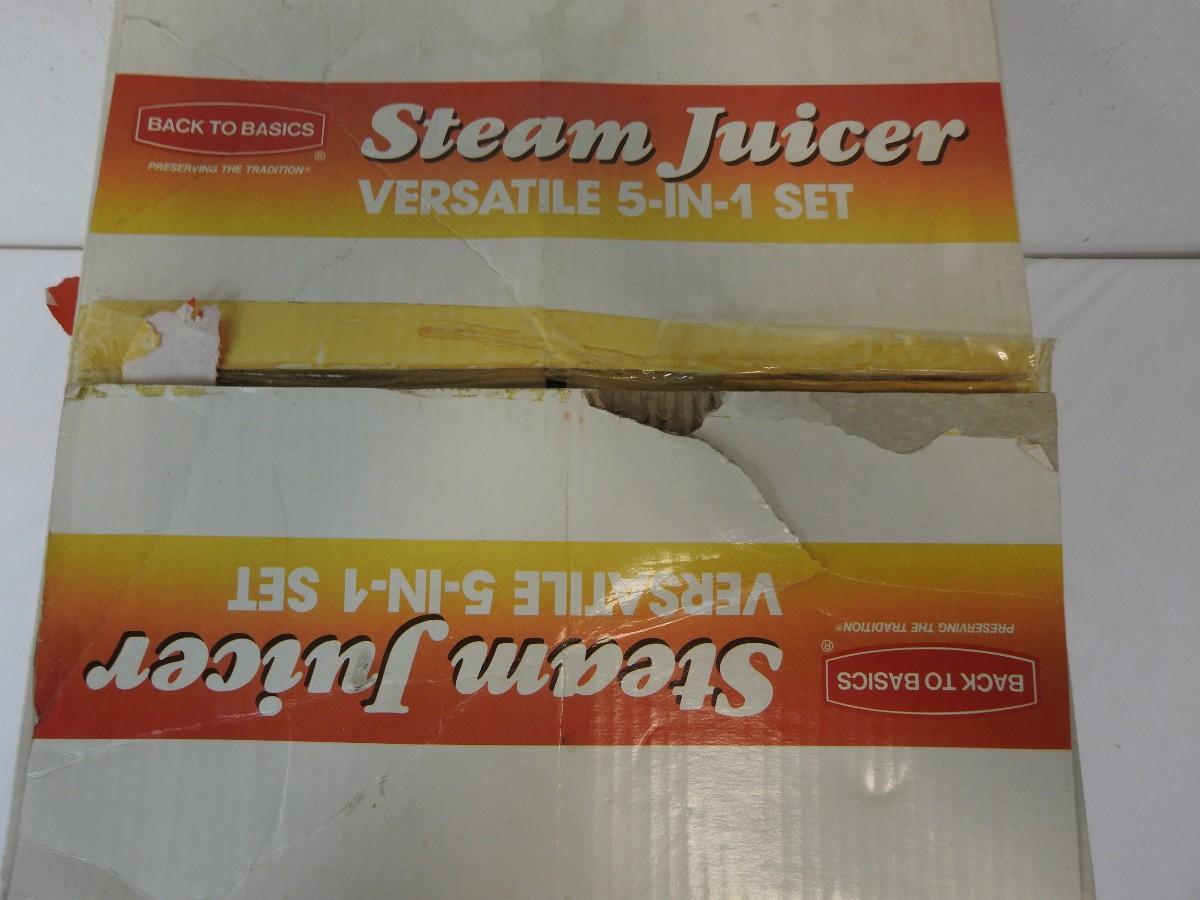 BACK TO BASICS®
PRESERVING THE TRADITION®
Steam Juicer
VERSATILE 5-IN-1 SET
BACK TO BASICS®
PRESERVING THE TRADITION®
Steam Juicer
VERSATILE 5-IN-1 SET